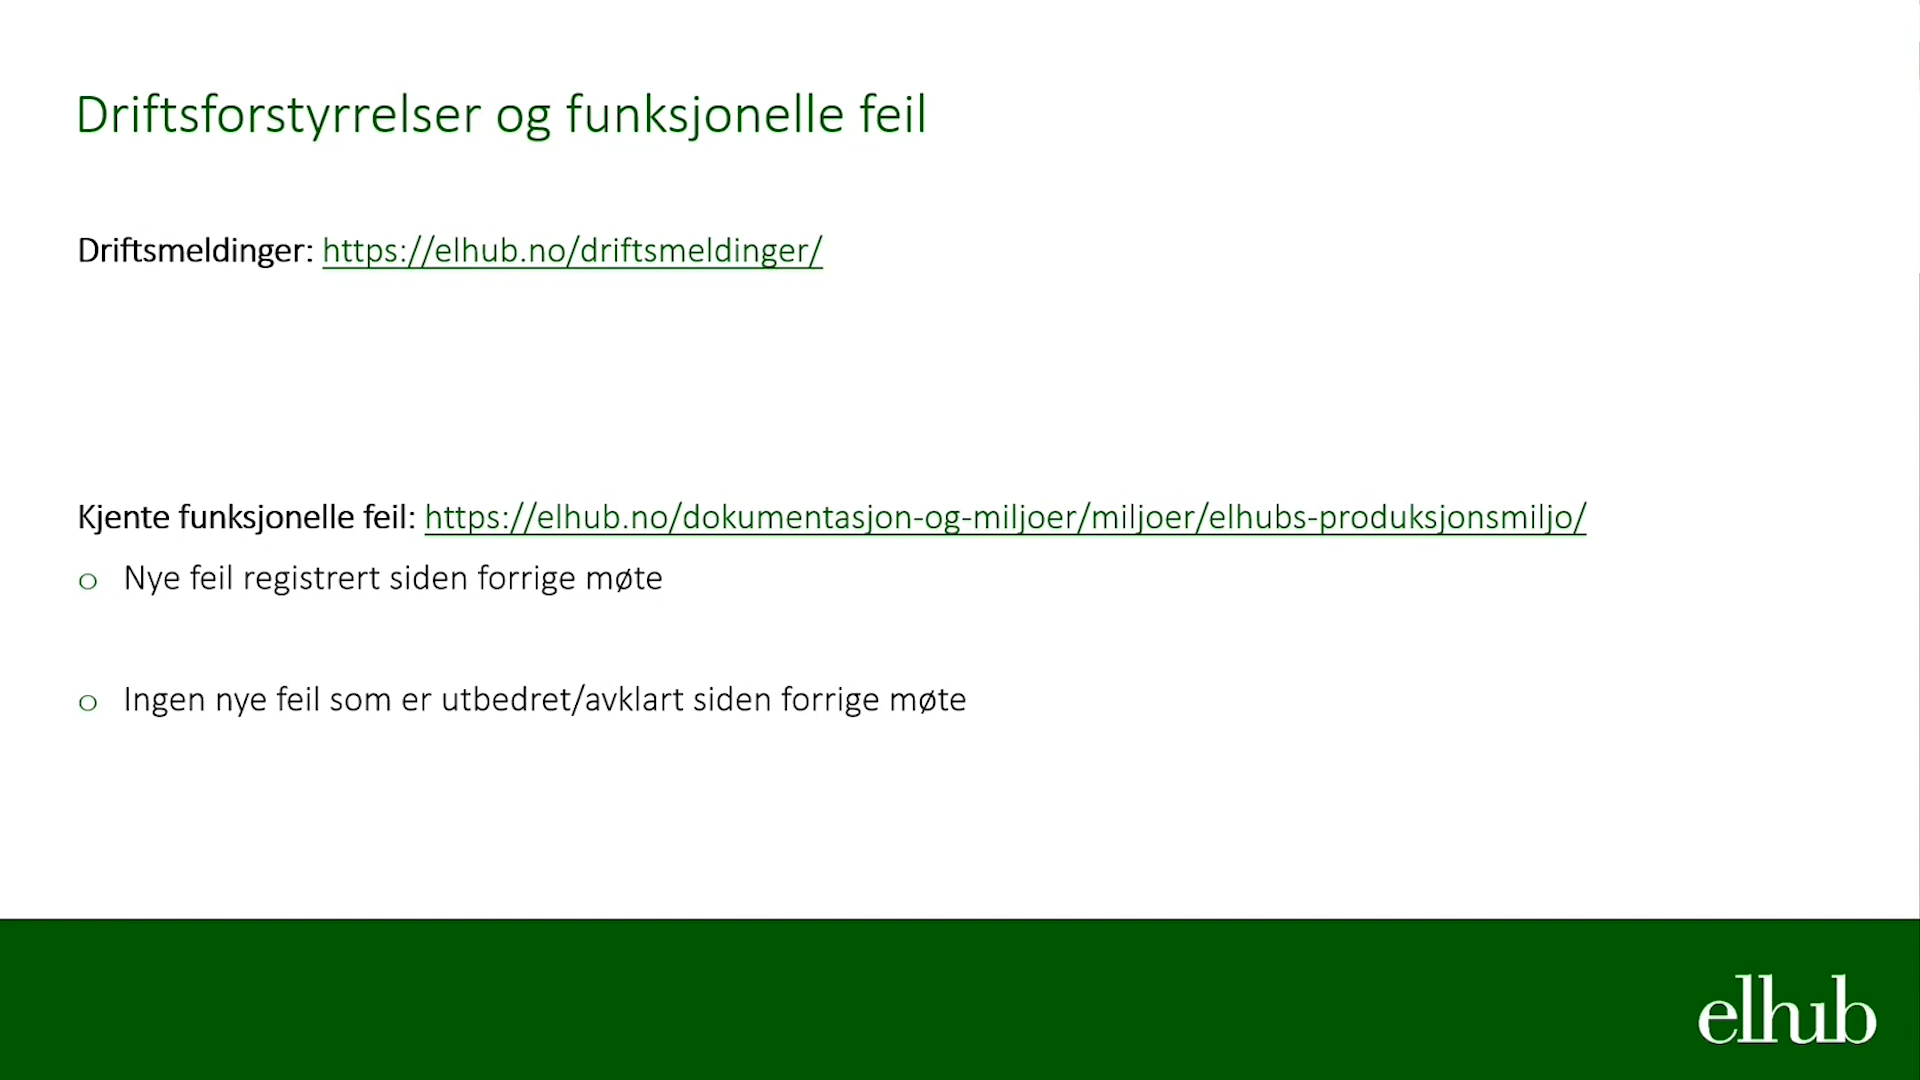 Driftsforstyrrelser og funksjonelle feil
Driftsmeldinger: https://elhub.no/driftsmeldinger/
Kjente funksjonelle feil: https://elhub.no/dokumentasjon-og-miljoer/miljoer/elhubs-produksjonsmiljo/
o Nye feil registrert siden forrige møte
o Ingen nye feil som er utbedret/avklart siden forrige møte
elhub